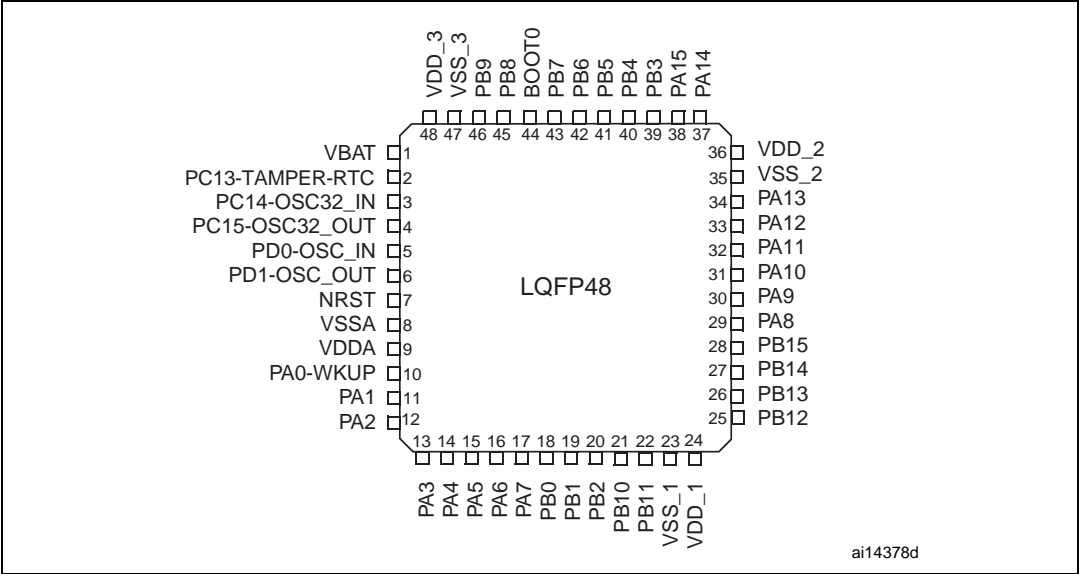 VDD_3
VSS_3
PB9
PB8
BOOT0
PB7
PB6
PB5
PB4
PB3
PA15
PA14
48 47 46 45 44 43 42 41 40 39 38 37
VBAT 1
PC13-TAMPER-RTC 2
PC14-OSC32_IN 3
PC15-OSC32_OUT 4
PD0-OSC_IN 5
PD1-OSC_OUT 6
NRST 7
VSSA 8
VDDA 9
PA0-WKUP 10
PA1 11
PA2 12
LQFP48
36 VDD_2
35 VSS_2
34 PA13
33 PA12
32 PA11
31 PA10
30 PA9
29 PA8
28 PB15
27 PB14
26 PB13
25 PB12
13 14 15 16 17 18 19 20 21 22 23 24
PA3
PA4
PA5
PA6
PA7
PB0
PB1
PB2
PB10
PB11
VSS_1
VDD_1
ai14378d